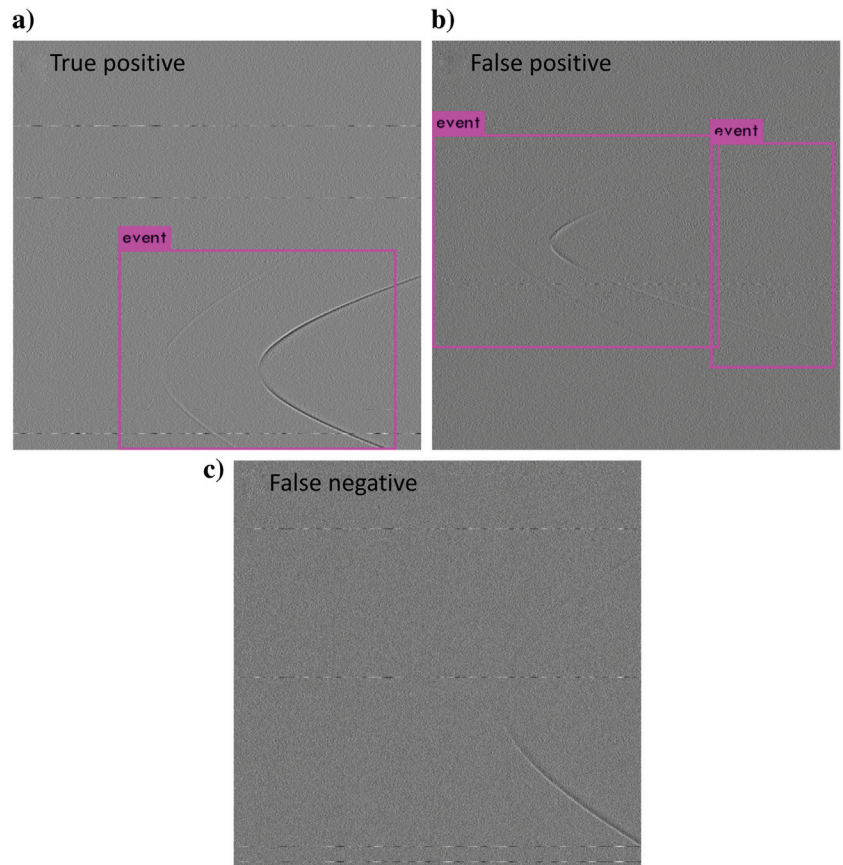 a)
True positive
event
b)
False positive
event
event
c)
False negative